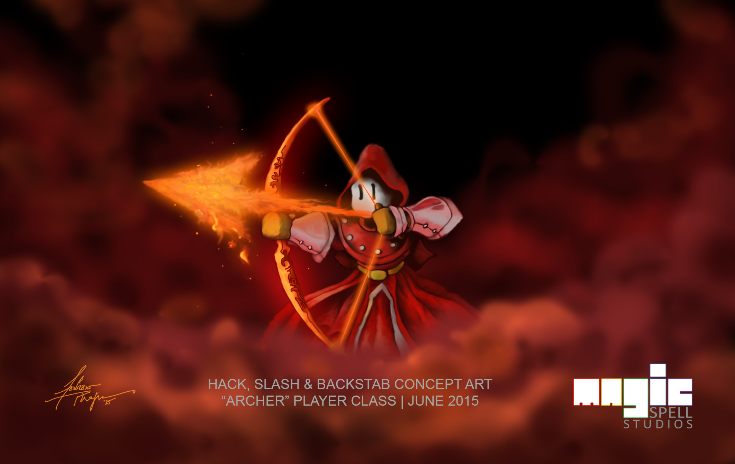 HACK, SLASH & BACKSTAB CONCEPT ART
“ARCHER” PLAYER CLASS | JUNE 2015
magic
SPELL
STUDIOS